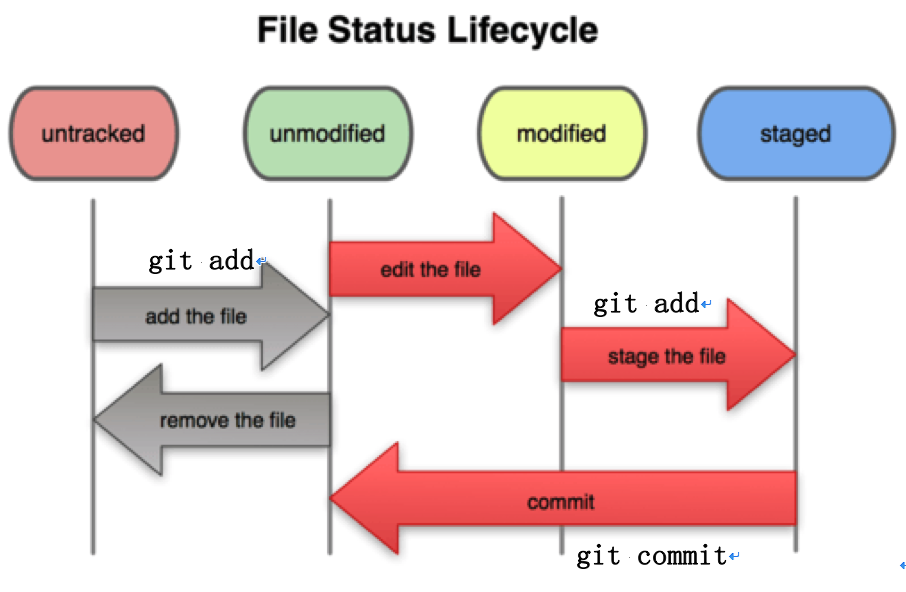 File Status Lifecycle
untracked
unmodified
modified
staged
git add
edit the file
add the file
git add
stage the file
remove the file
commit
git commit